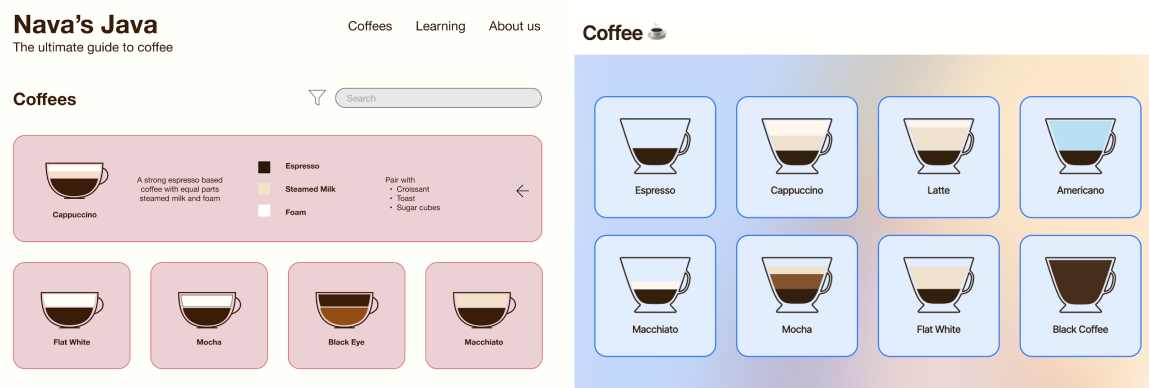 Nava's Java
The ultimate guide to coffee
Coffees
Learning
About us
Coffees
Search
Cappuccino
A strong espresso based
coffee with equal parts
steamed milk and foam
Espresso
Steamed Milk
Foam
Pair with
• Croissant
• Toast
• Sugar cubes
Flat White
Mocha
Black Eye
Macchiato
Coffee ☕
Espresso
Cappuccino
Latte
Americano
Macchiato
Mocha
Flat White
Black Coffee